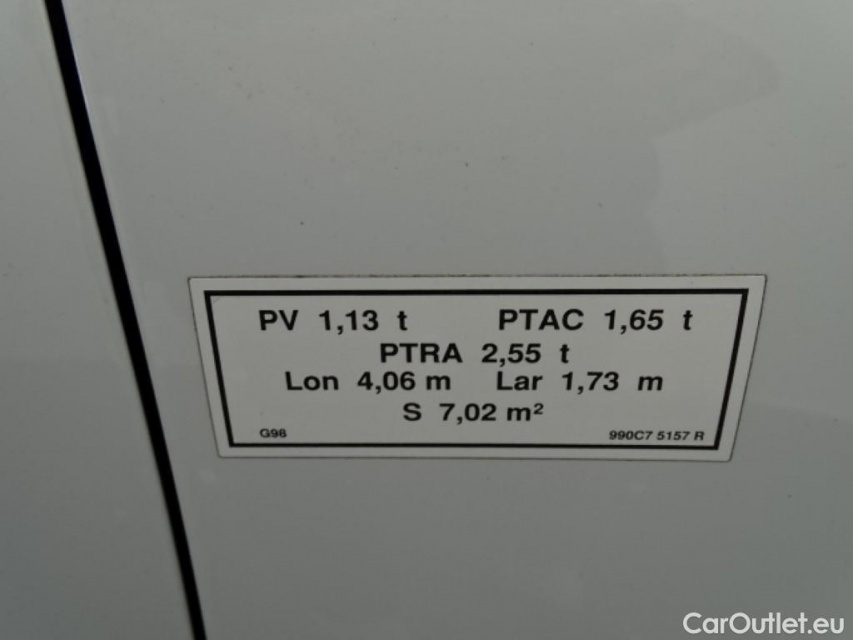 PV 1,13 t PTAC 1,65 t
PTRA 2,55 t
Lon 4,06 m Lar 1,73 m
S 7,02 m²
G98 990C7 5157 R
CarOutlet.eu